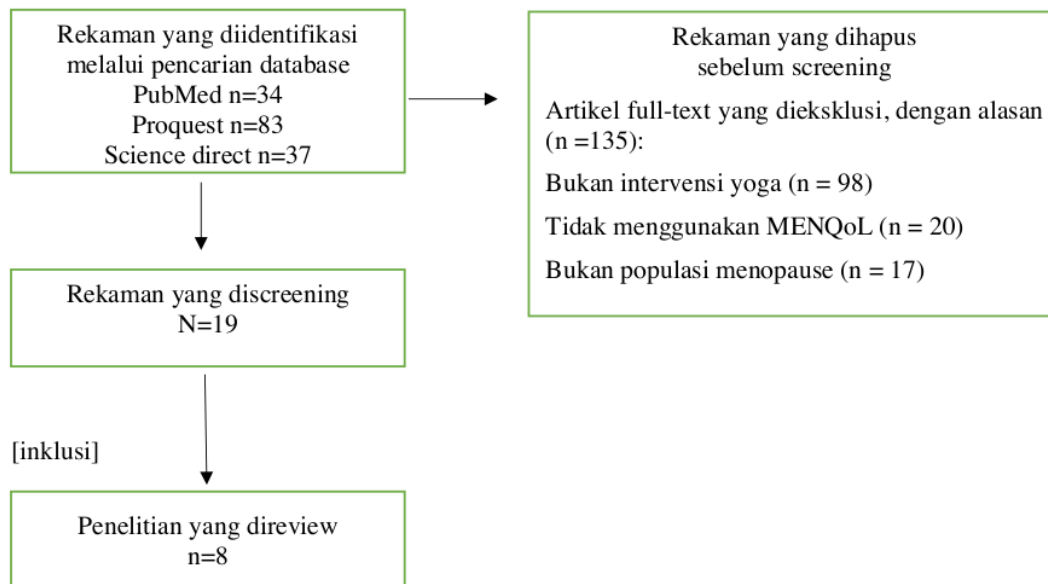 Rekaman yang diidentifikasi
melalui pencarian database
PubMed n=34
Proquest n=83
Science direct n=37
Rekaman yang dihapus
sebelum screening
Artikel full-text yang dieksklusi, dengan alasan
(n =135):
Bukan intervensi yoga (n = 98)
Tidak menggunakan MENQoL (n = 20)
Bukan populasi menopause (n = 17)
Rekaman yang discreening
N=19
[inklusi]
Penelitian yang direview
n=8